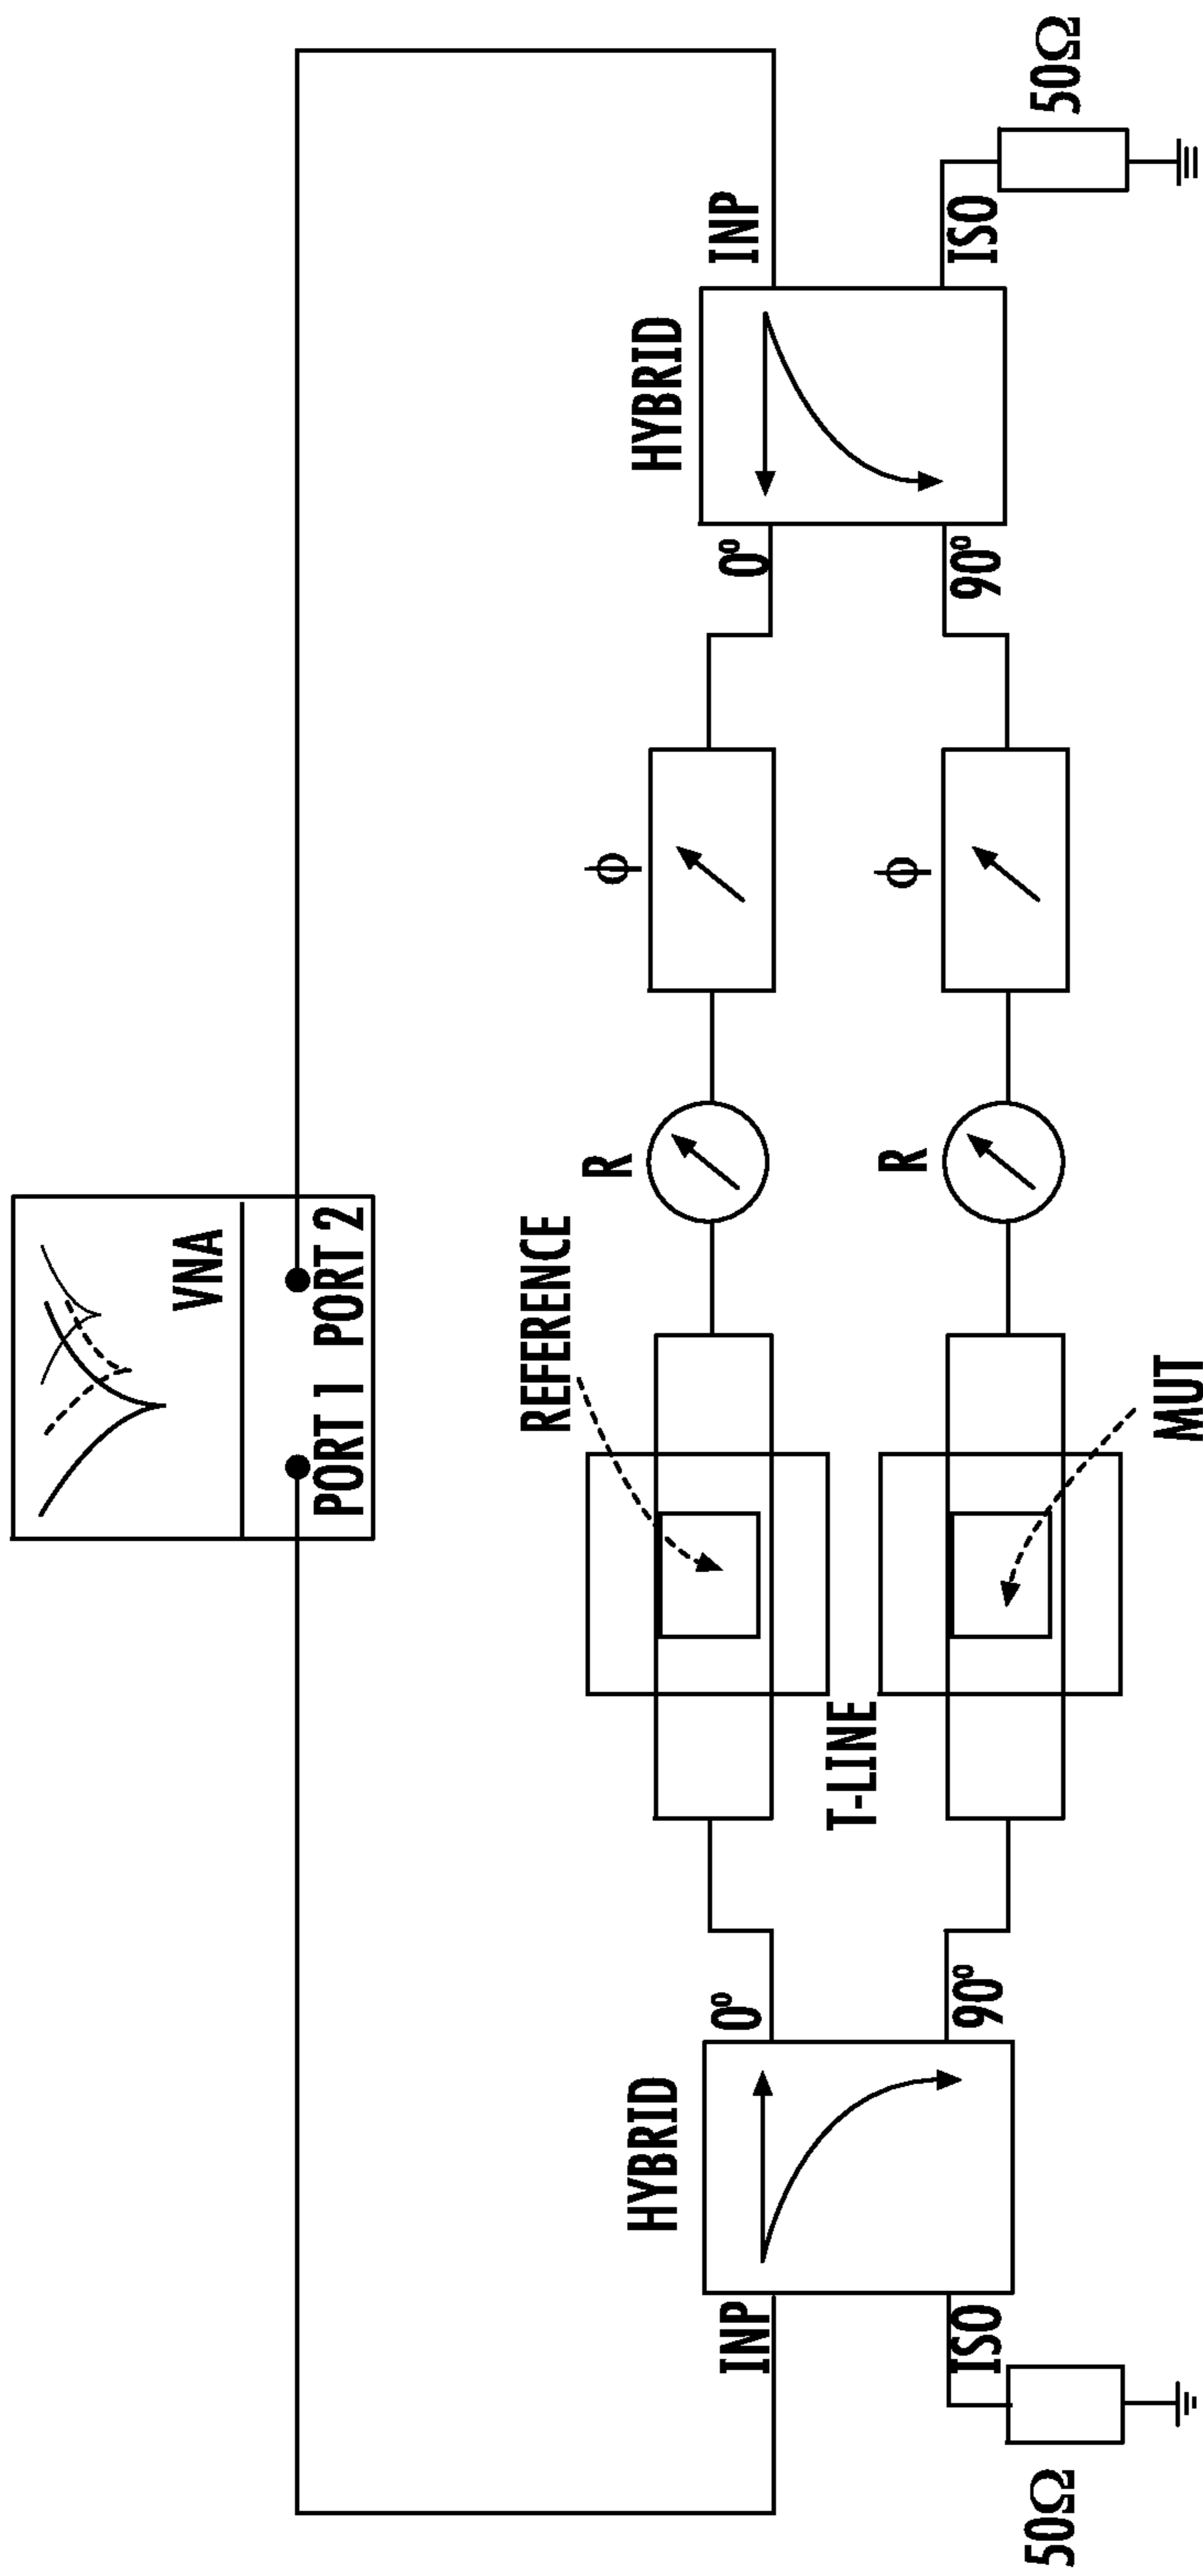 VNA
PORT 1 PORT 2
REFERENCE
R
ϕ
HYBRID
HYBRID
INP
0°
0°
INP
T-LINE
R
ϕ
ISO
90°
90°
ISO
50Ω
MUT
50Ω